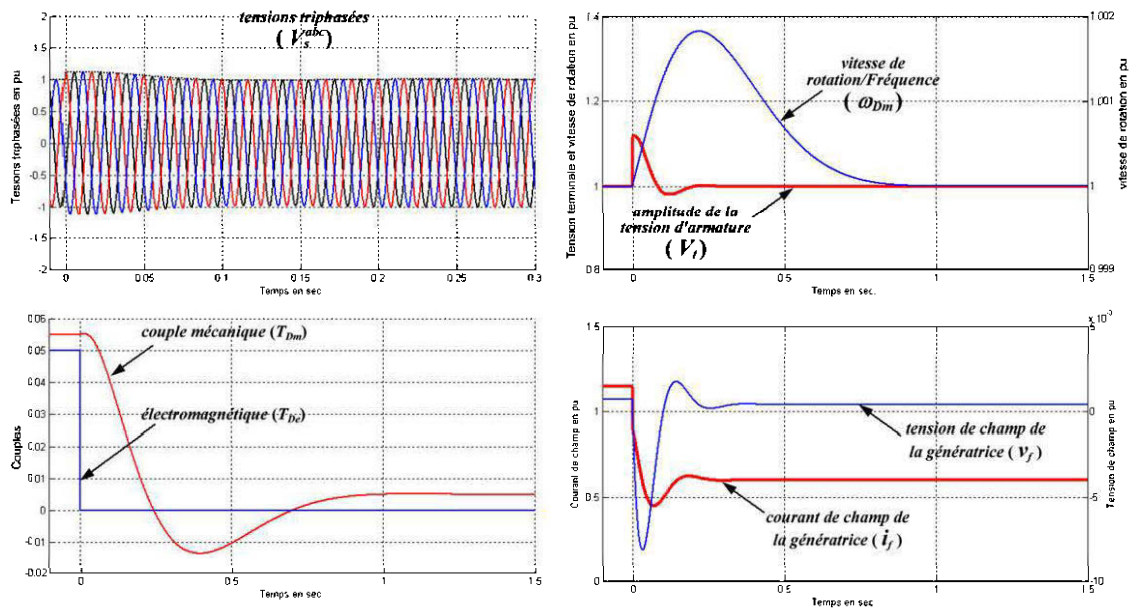 tensions triphasées
( V_s^abc )
2
1.5
1
0.5
0
-0.5
-1
-1.5
-2
Tesions triphasées en pu
0
0.05
0.1
0.15
0.2
0.25
0.3
Temps en sec
1.4
1.2
1
0.8
Tension terminale et vitesse de rotation en pu
1.002
1.001
1
0.999
vitesse de rotation en pu
vitesse de
rotation/Fréquence
( ω_Dm )
amplitude de la
tension d'armature
( V_t )
0
0.5
1
1.5
Temps en sec.
0.06
0.05
0.04
0.03
0.02
0.01
0
-0.01
-0.02
Couples
couple mécanique (T_Dm)
électromagnétique (T_De)
0
0.5
1
1.5
Temps en sec
1.5
1
0.5
0
Courant de champ en pu
x 10^-3
5
0
-5
-10
Tension de champ en pu
tension de champ de
la génératrice ( v_f )
courant de champ de
la génératrice ( i_f )
0
0.5
1
1.5
Temps en sec